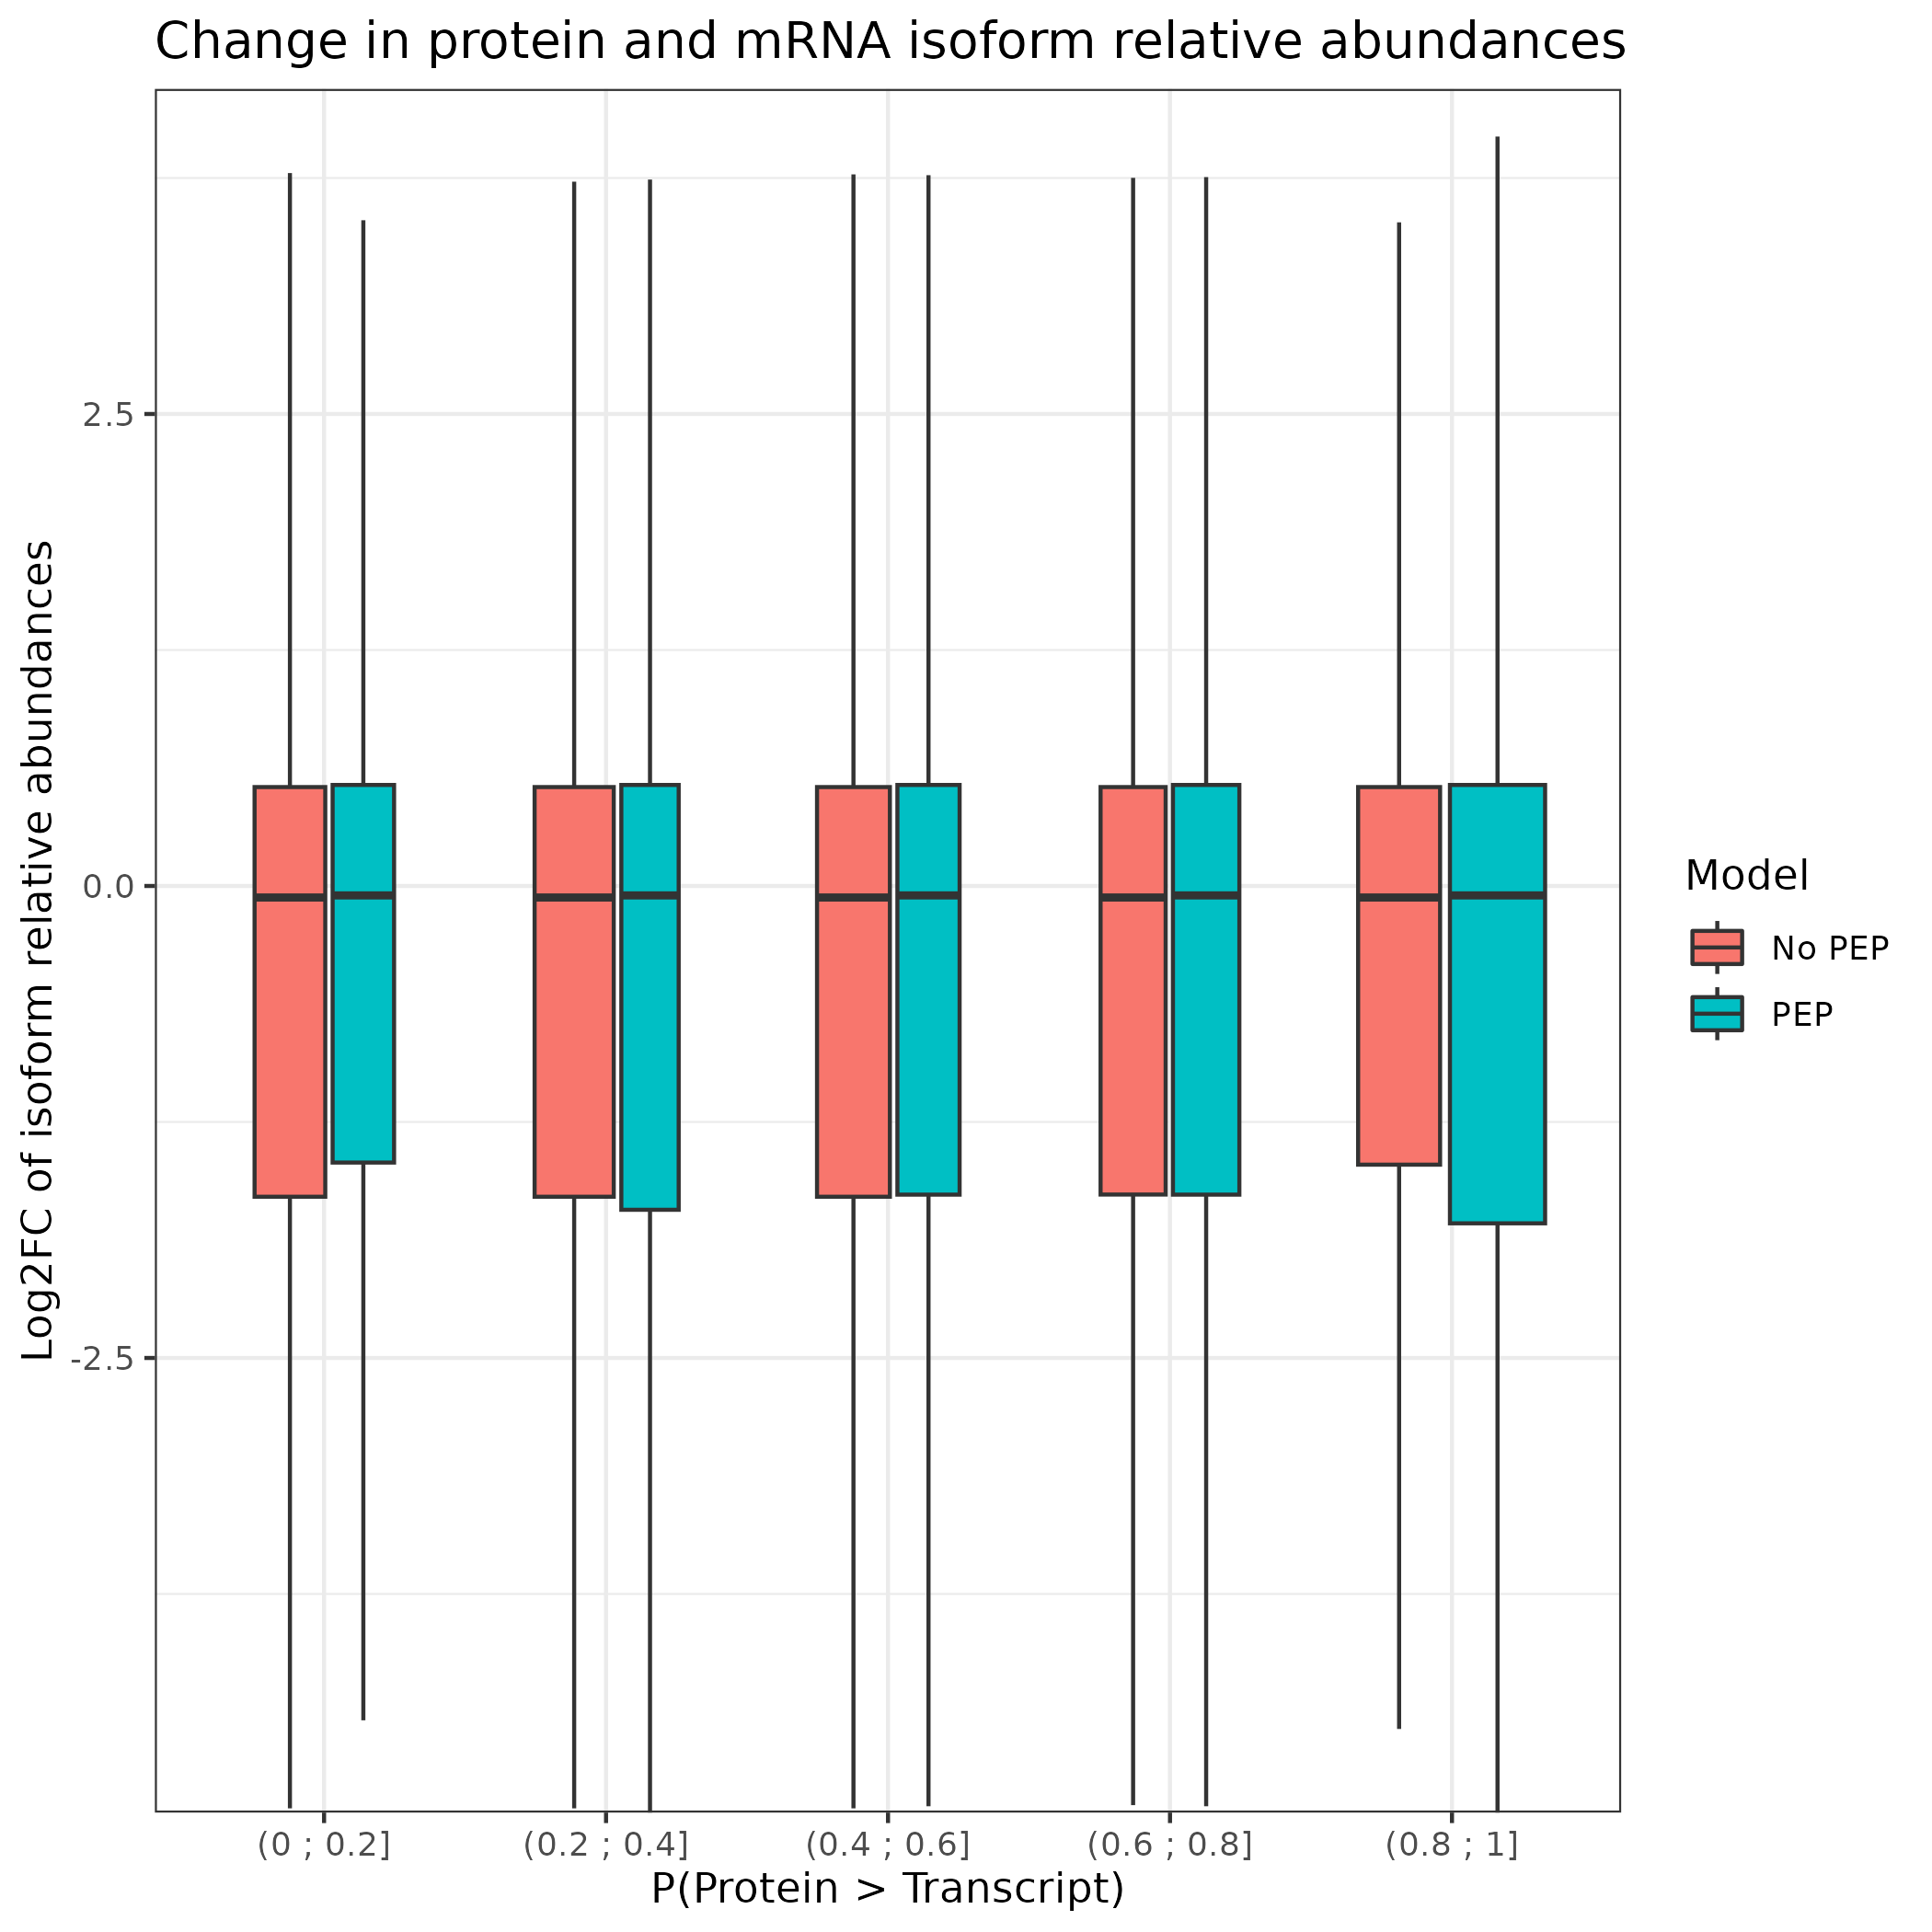 Change in protein and mRNA isoform relative abundances
Log2FC of isoform relative abundances
2.5
0.0
-2.5
(0 ; 0.2]
(0.2 ; 0.4]
(0.4 ; 0.6]
(0.6 ; 0.8]
(0.8 ; 1]
P(Protein > Transcript)
Model
No PEP
PEP